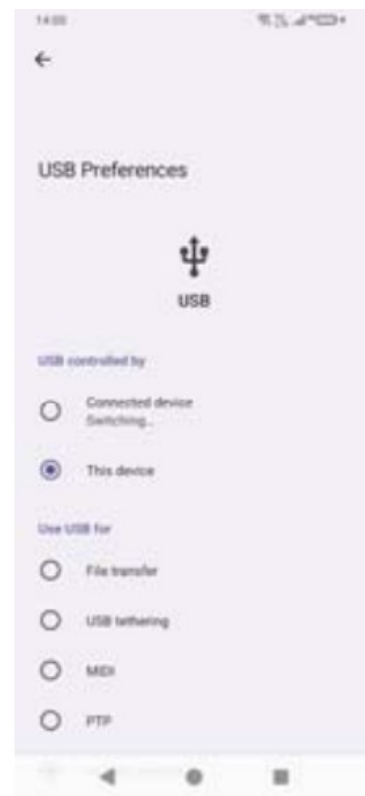 14:00
USB Preferences
USB
USB controlled by
Connected device
Switching...
This device
Use USB for
File transfer
USB tethering
MIDI
PTP